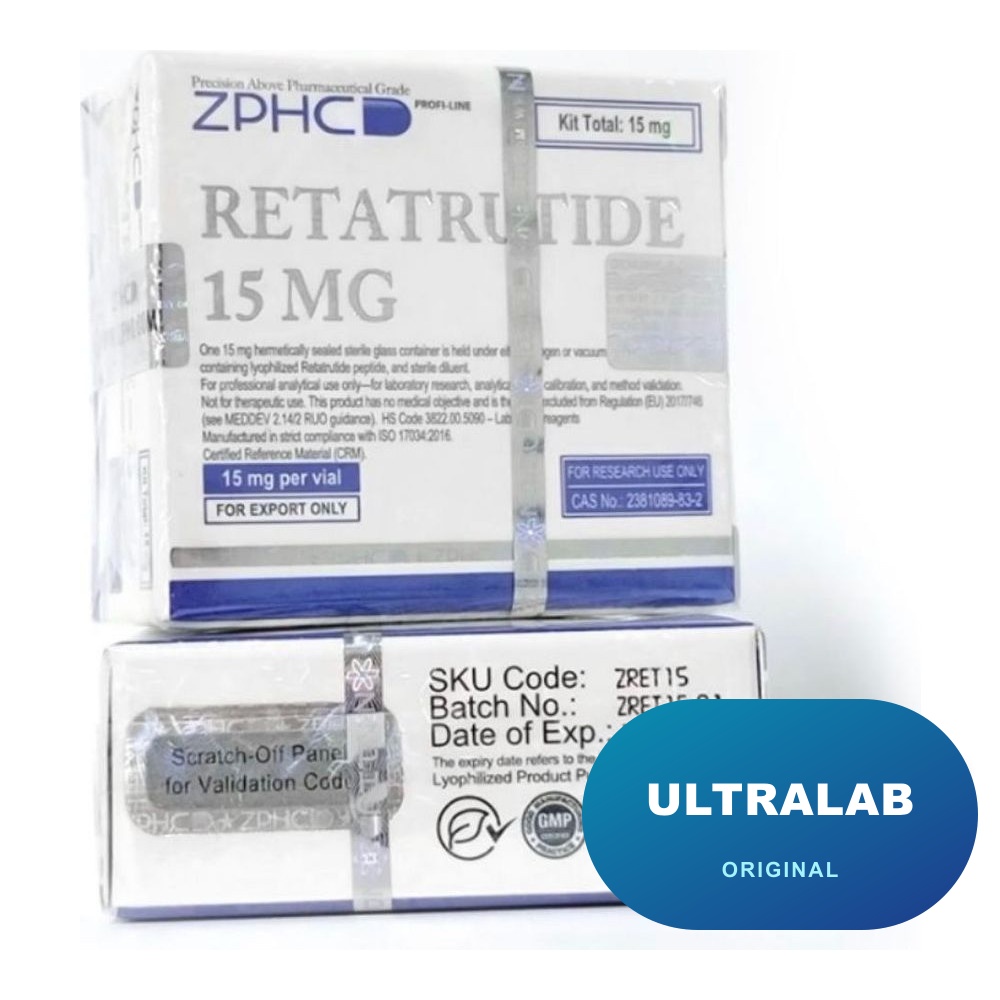 Precision Above Pharmaceutical Grade
ZPHC PROFI-LINE
Kit Total: 15 mg
RETATRUTIDE
15 MG
One 15 mg hermetically sealed sterile glass container is held under or vacuum
containing lyophilized Retatrutide peptide, and sterile diluent.
For professional analytical use only—for laboratory research, calibration, and method validation.
Not for therapeutic use. This product has no medical objective and is excluded from Regulation (EU) 2017/746
(see MEDDEV 2.14/2 RUO guidance). HS Code 3822.00.5090 –
Manufactured in strict compliance with ISO 17034:2016.
Certified Reference Material (CRM).
15 mg per vial
FOR EXPORT ONLY
FOR RESEARCH USE ONLY
CAS No.: 2381089-83-2
ZPHC ZPHC
SKU Code: ZRET15
Batch No.:
Date of Exp.:
The expiry date refers to the
Lyophilized Product
Scratch-Off Panel
for Validation Code
ZPHC
GMP
ULTRALAB
ORIGINAL